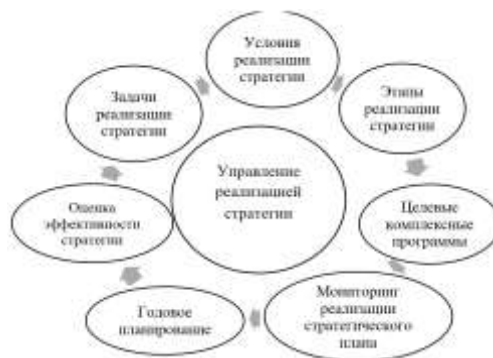 Условия
реализации
стратегии
Этапы
реализации
стратегии
Целевые
комплексные
программы
Мониторинг
реализации
стратегического
плана
Годовое
планирование
Оценка
эффективности
стратегии
Задачи
реализации
стратегии
Управление
реализацией
стратегии